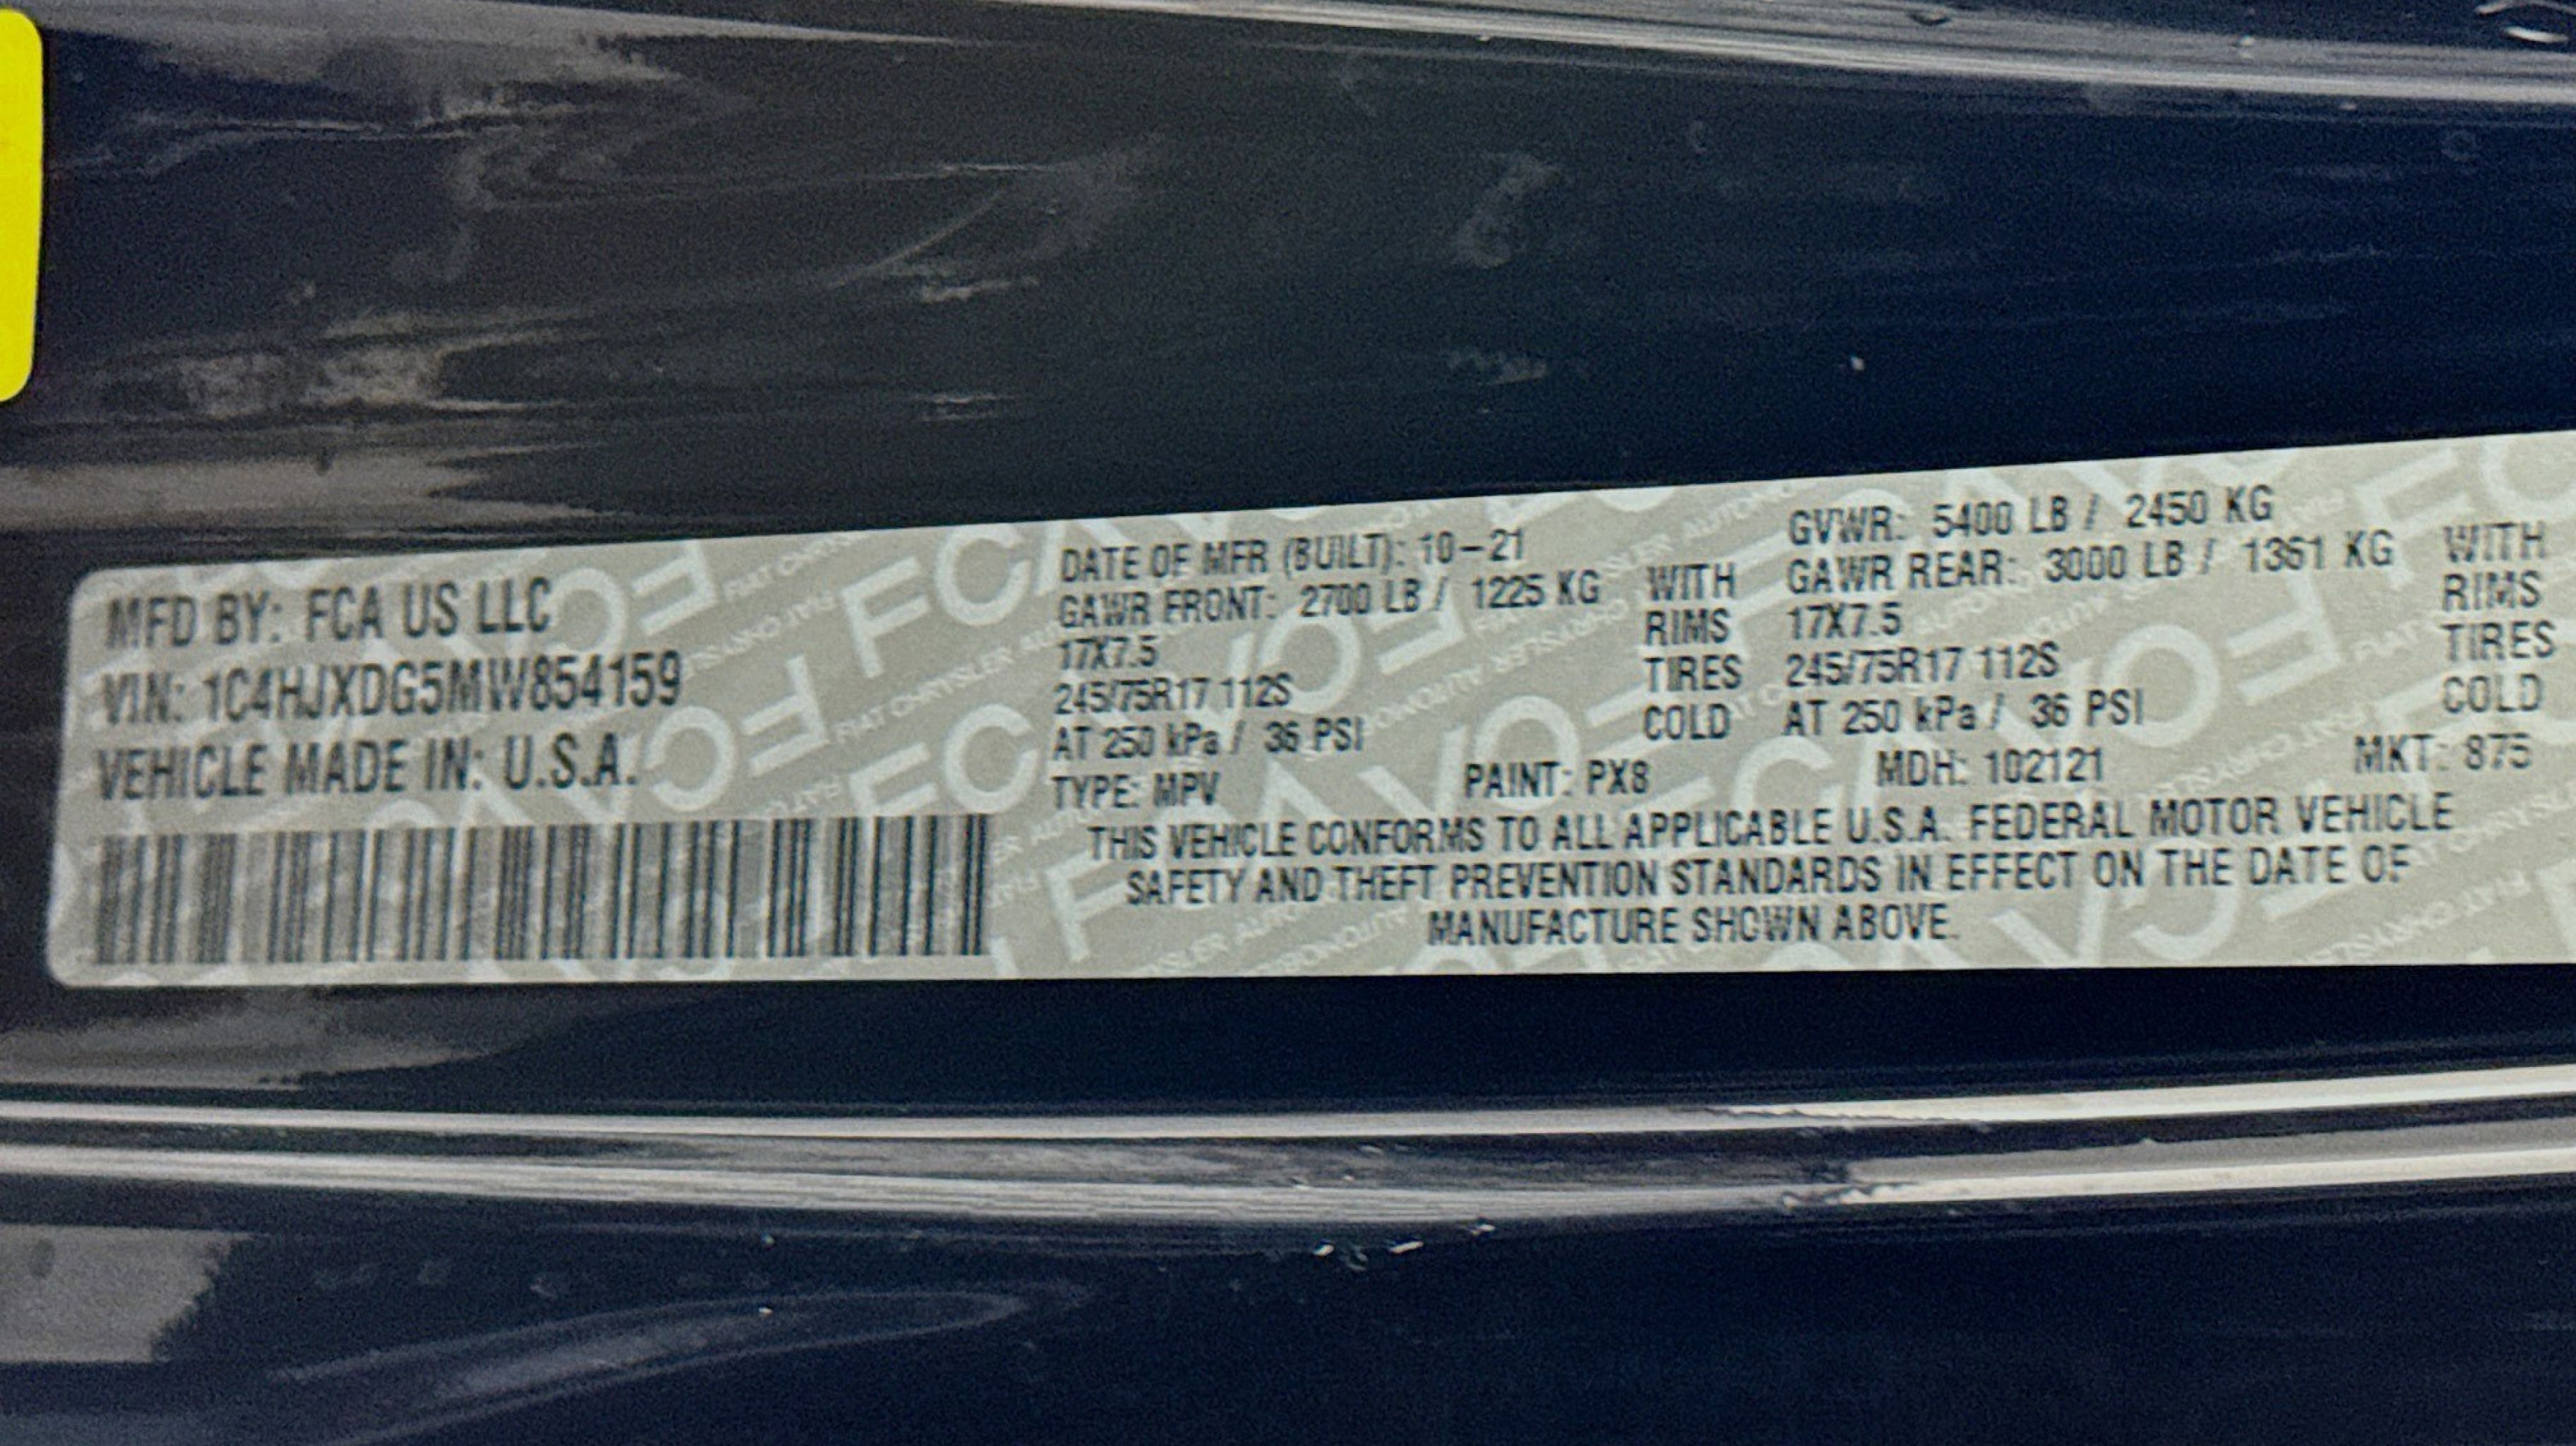 MFD BY: FCA US LLC
VIN: 1C4HJXDG5MW854159
VEHICLE MADE IN: U.S.A.
DATE OF MFR (BUILT): 10-21 GVWR: 5400 LB / 2450 KG
GAWR FRONT: 2700 LB / 1225 KG WITH GAWR REAR: 3000 LB / 1361 KG WITH
17X7.5 RIMS 17X7.5 RIMS
245/75R17 112S TIRES 245/75R17 112S TIRES
AT 250 kPa / 36 PSI COLD AT 250 kPa / 36 PSI COLD
TYPE: MPV PAINT: PX8 MDH: 102121 MKT: 875
THIS VEHICLE CONFORMS TO ALL APPLICABLE U.S.A. FEDERAL MOTOR VEHICLE
SAFETY AND THEFT PREVENTION STANDARDS IN EFFECT ON THE DATE OF
MANUFACTURE SHOWN ABOVE.